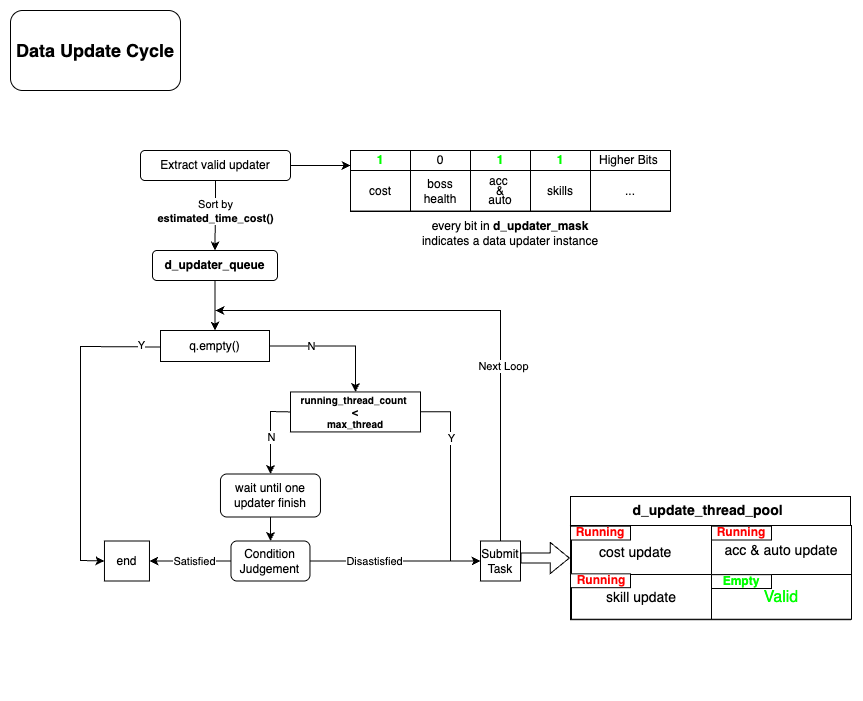 Data Update Cycle
Extract valid updater
1 0 1 1 Higher Bits
cost
boss
health
acc
&
auto
skills
...
Sort by
estimated_time_cost()
every bit in d_updater_mask
indicates a data updater instance
d_updater_queue
q.empty()
Y
N
Next Loop
running_thread_count
<
max_thread
N
Y
wait until one
updater finish
end
Satisfied
Condition
Judgement
Disastisfied
Submit
Task
d_update_thread_pool
Running
cost update
Running
acc & auto update
Running
skill update
Empty
Valid